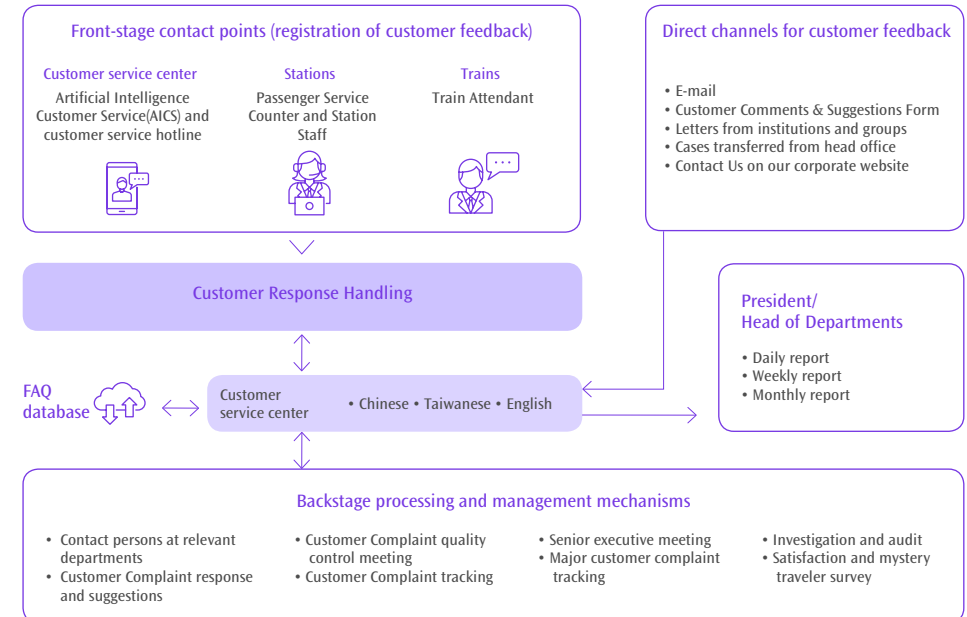 Front-stage contact points (registration of customer feedback)
Customer service center
Artificial Intelligence
Customer Service(AICS) and
customer service hotline
Stations
Passenger Service
Counter and Station
Staff
Trains
Train Attendant
Direct channels for customer feedback
• E-mail
• Customer Comments & Suggestions Form
• Letters from institutions and groups
• Cases transferred from head office
• Contact Us on our corporate website
Customer Response Handling
President/
Head of Departments
• Daily report
• Weekly report
• Monthly report
FAQ
database
Customer
service center
• Chinese • Taiwanese • English
Backstage processing and management mechanisms
• Contact persons at relevant
departments
• Customer Complaint response
and suggestions
• Customer Complaint quality
control meeting
• Customer Complaint tracking
• Senior executive meeting
• Major customer complaint
tracking
• Investigation and audit
• Satisfaction and mystery
traveler survey